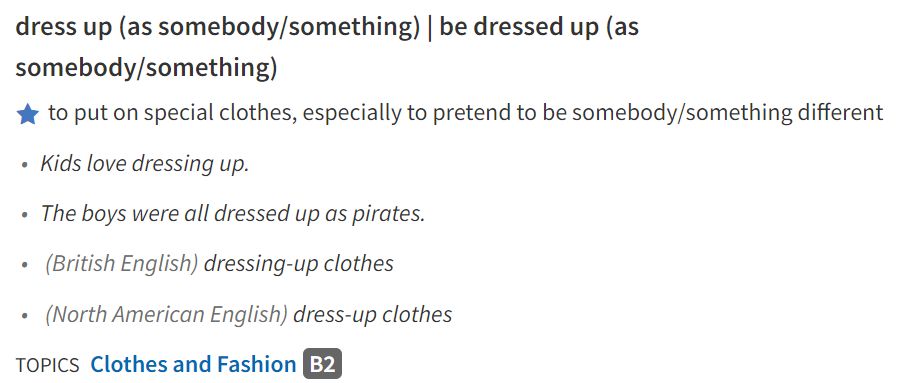 dress up (as somebody/something) | be dressed up (as
somebody/something)
to put on special clothes, especially to pretend to be somebody/something different
• Kids love dressing up.
• The boys were all dressed up as pirates.
• (British English) dressing-up clothes
• (North American English) dress-up clothes
TOPICS Clothes and Fashion B2